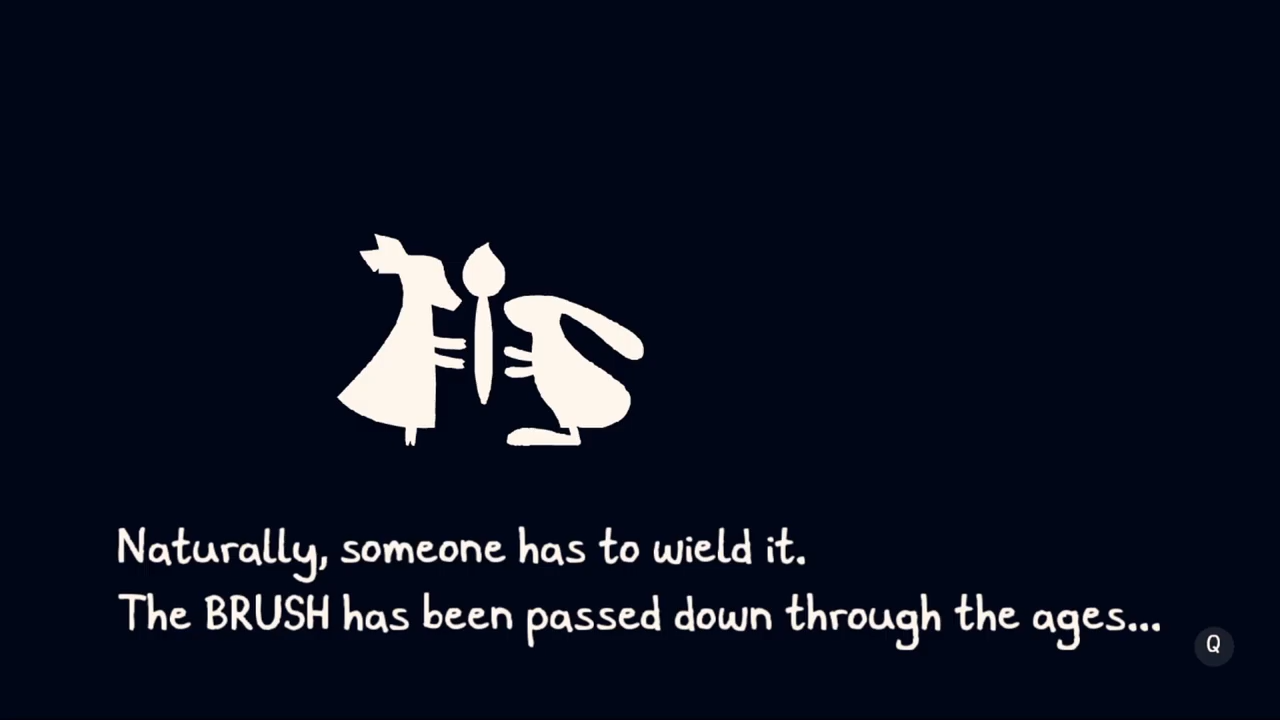 Naturally, someone has to wield it.
The BRUSH has been passed down through the ages...
Q